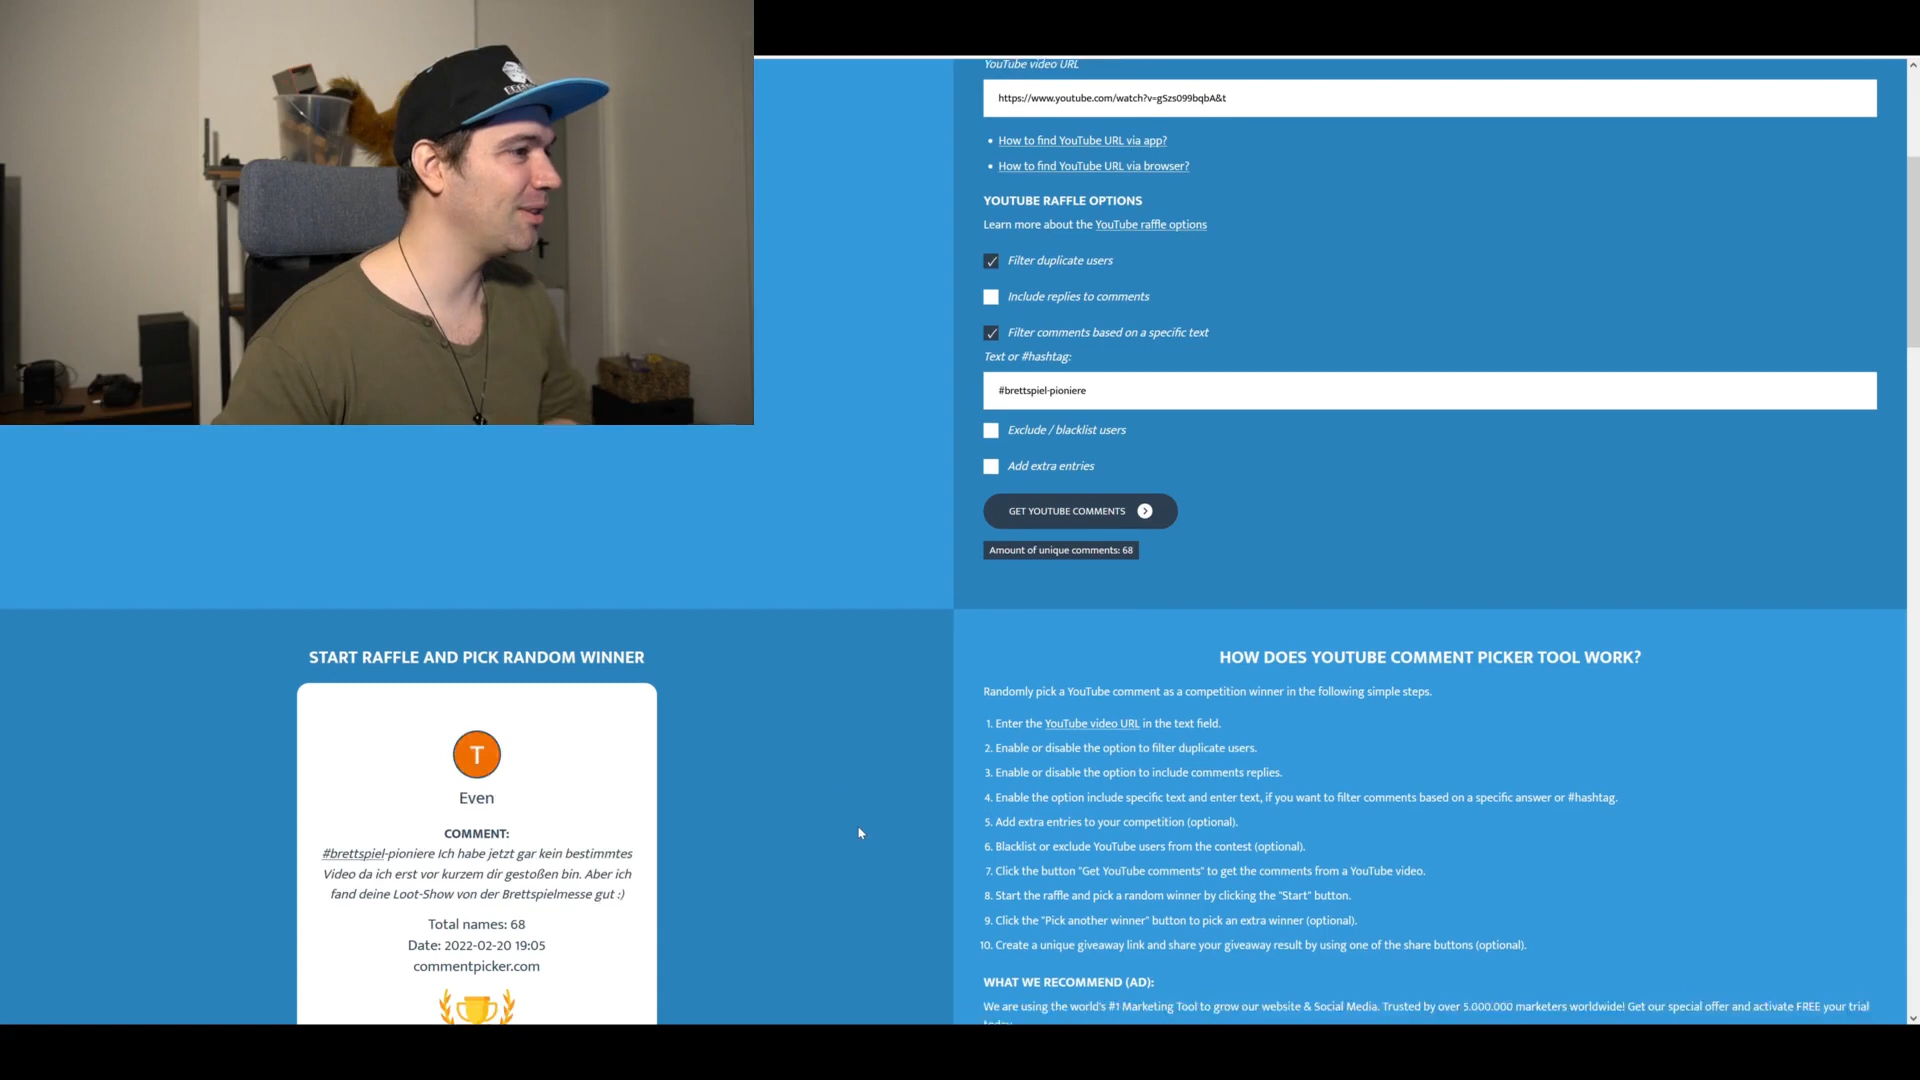 YouTube video URL
https://www.youtube.com/watch?v=gSzs099bqbA&t
How to find YouTube URL via app?
How to find YouTube URL via browser?
YOUTUBE RAFFLE OPTIONS
Learn more about the YouTube raffle options
Filter duplicate users
Include replies to comments
Filter comments based on a specific text
Text or #hashtag:
#brettspiel-pioniere
Exclude / blacklist users
Add extra entries
GET YOUTUBE COMMENTS
Amount of unique comments: 68
START RAFFLE AND PICK RANDOM WINNER
T
Even
COMMENT:
#brettspiel-pioniere Ich habe jetzt gar kein bestimmtes
Video da ich erst vor kurzem dir gestoßen bin. Aber ich
fand deine Loot-Show von der Brettspielmesse gut :)
Total names: 68
Date: 2022-02-20 19:05
commentpicker.com
HOW DOES YOUTUBE COMMENT PICKER TOOL WORK?
Randomly pick a YouTube comment as a competition winner in the following simple steps.
1. Enter the YouTube video URL in the text field.
2. Enable or disable the option to filter duplicate users.
3. Enable or disable the option to include comments replies.
4. Enable the option include specific text and enter text, if you want to filter comments based on a specific answer or #hashtag.
5. Add extra entries to your competition (optional).
6. Blacklist or exclude YouTube users from the contest (optional).
7. Click the button "Get YouTube comments" to get the comments from a YouTube video.
8. Start the raffle and pick a random winner by clicking the "Start" button.
9. Click the "Pick another winner" button to pick an extra winner (optional).
10. Create a unique giveaway link and share your giveaway result by using one of the share buttons (optional).
WHAT WE RECOMMEND (AD):
We are using the world's #1 Marketing Tool to grow our website & Social Media. Trusted by over 5.000.000 marketers worldwide! Get our special offer and activate FREE your trial